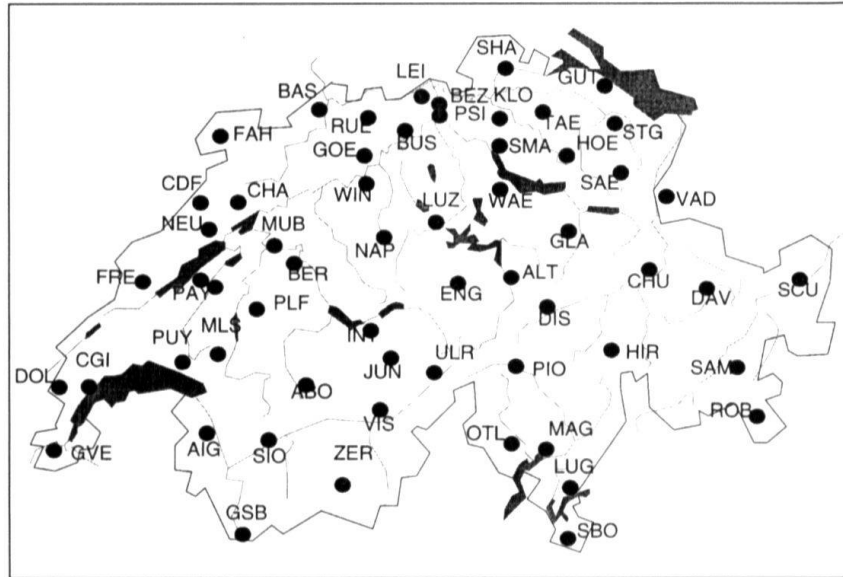 SHA
LEI
GUT
BAS
BEZ KLO
RUE
PSI
TAE
STG
FAH
BUS
SMA
HOE
GOE
SAE
CDF
CHA
WIN
WAE
VAD
NEU
MUB
LUZ
NAP
GLA
FRE
BER
ALT
CHU
PAY
ENG
DAV
SCU
PLF
DIS
INT
PUY
MLS
HIR
DOL
CGI
JUN
ULR
PIO
SAM
ABO
VIS
ROB
GVE
AIG
SIO
OTL
MAG
ZER
LUG
GSB
SBO